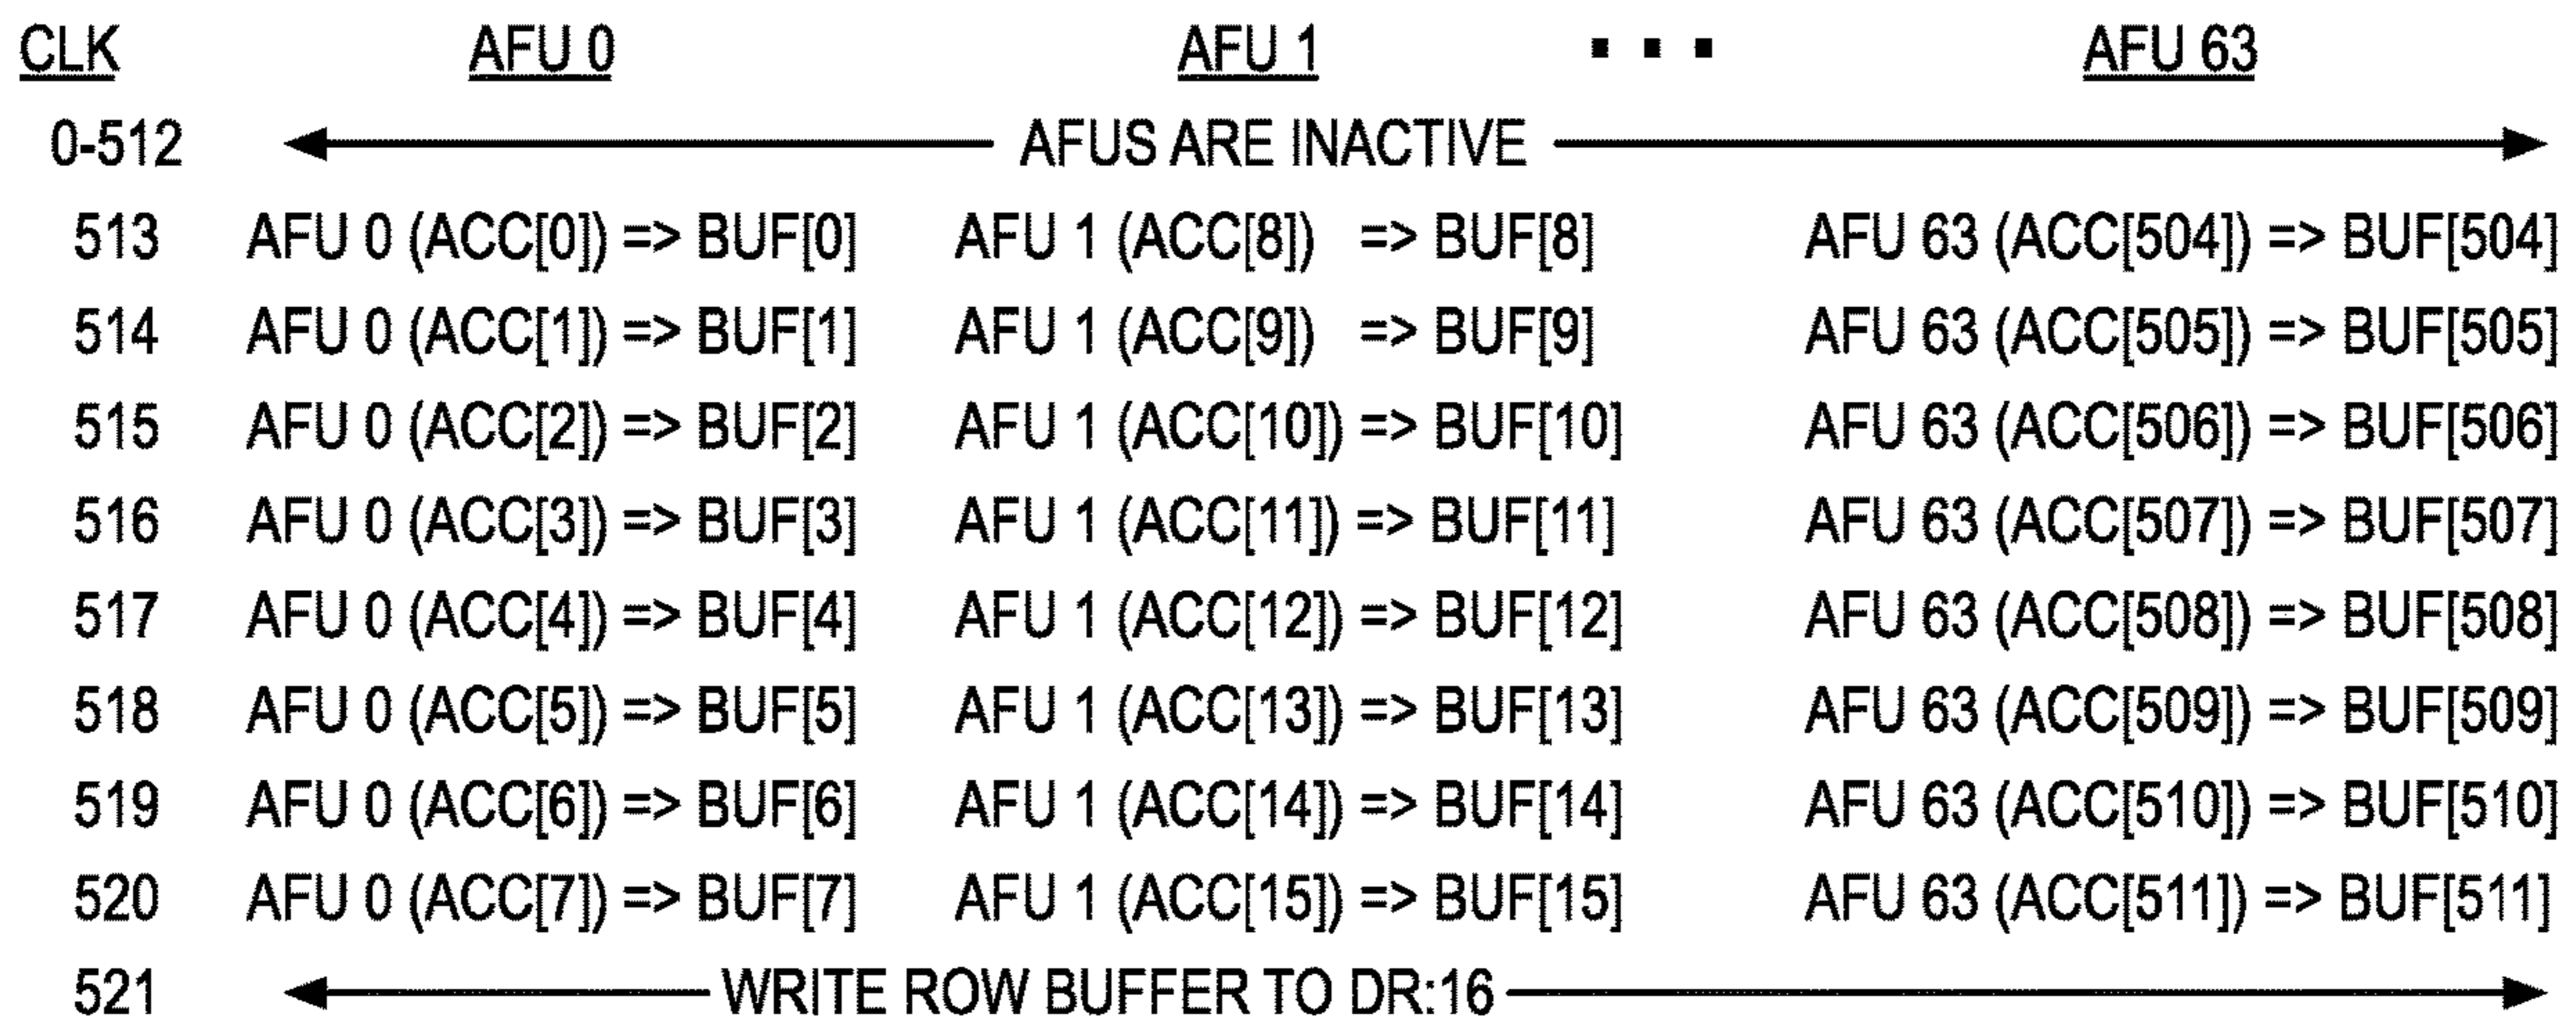 CLK AFU 0 AFU 1 ▪ ▪ ▪ AFU 63
0-512 AFUS ARE INACTIVE
513 AFU 0 (ACC[0]) => BUF[0] AFU 1 (ACC[8]) => BUF[8] AFU 63 (ACC[504]) => BUF[504]
514 AFU 0 (ACC[1]) => BUF[1] AFU 1 (ACC[9]) => BUF[9] AFU 63 (ACC[505]) => BUF[505]
515 AFU 0 (ACC[2]) => BUF[2] AFU 1 (ACC[10]) => BUF[10] AFU 63 (ACC[506]) => BUF[506]
516 AFU 0 (ACC[3]) => BUF[3] AFU 1 (ACC[11]) => BUF[11] AFU 63 (ACC[507]) => BUF[507]
517 AFU 0 (ACC[4]) => BUF[4] AFU 1 (ACC[12]) => BUF[12] AFU 63 (ACC[508]) => BUF[508]
518 AFU 0 (ACC[5]) => BUF[5] AFU 1 (ACC[13]) => BUF[13] AFU 63 (ACC[509]) => BUF[509]
519 AFU 0 (ACC[6]) => BUF[6] AFU 1 (ACC[14]) => BUF[14] AFU 63 (ACC[510]) => BUF[510]
520 AFU 0 (ACC[7]) => BUF[7] AFU 1 (ACC[15]) => BUF[15] AFU 63 (ACC[511]) => BUF[511]
521 WRITE ROW BUFFER TO DR:16